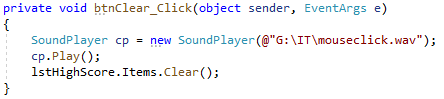 private void btnClear_Click(object sender, EventArgs e)
{
SoundPlayer cp = new SoundPlayer(@"G:\IT\mouseclick.wav");
cp.Play();
lstHighScore.Items.Clear();
}